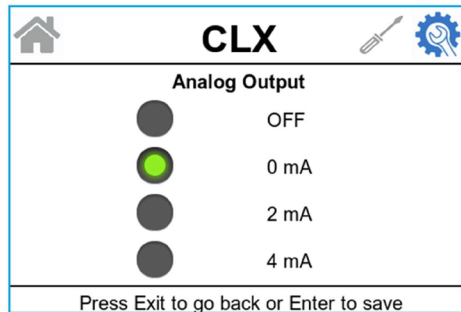 CLX
Analog Output
OFF
0 mA
2 mA
4 mA
Press Exit to go back or Enter to save